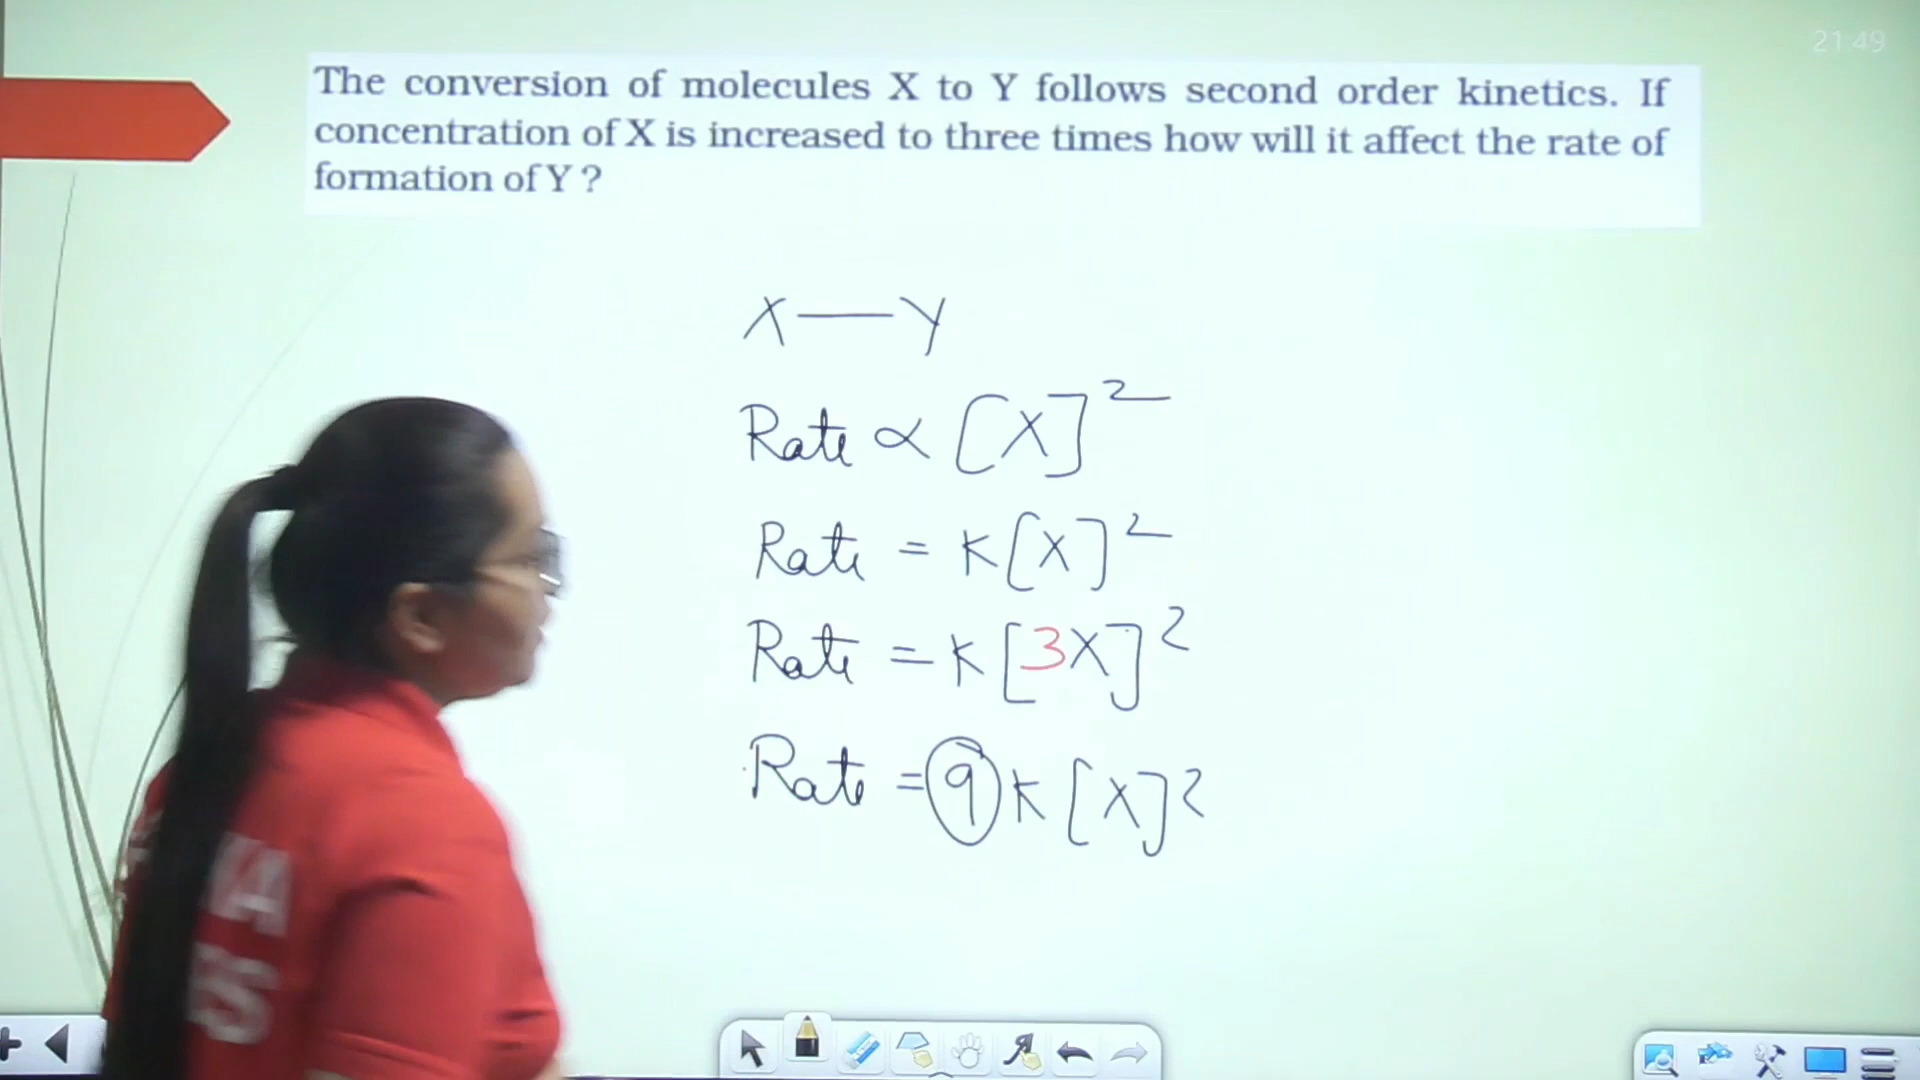 21:49
The conversion of molecules X to Y follows second order kinetics. If
concentration of X is increased to three times how will it affect the rate of
formation of Y ?
X — Y
Rate ∝ [X]²
Rate = K[X]²
Rate = K[3X]²
Rate = 9 K[X]²